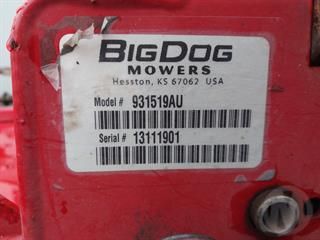 BigDog
MOWERS
Hesston, KS 67062 USA
Model # 931519AU
Serial # 13111901